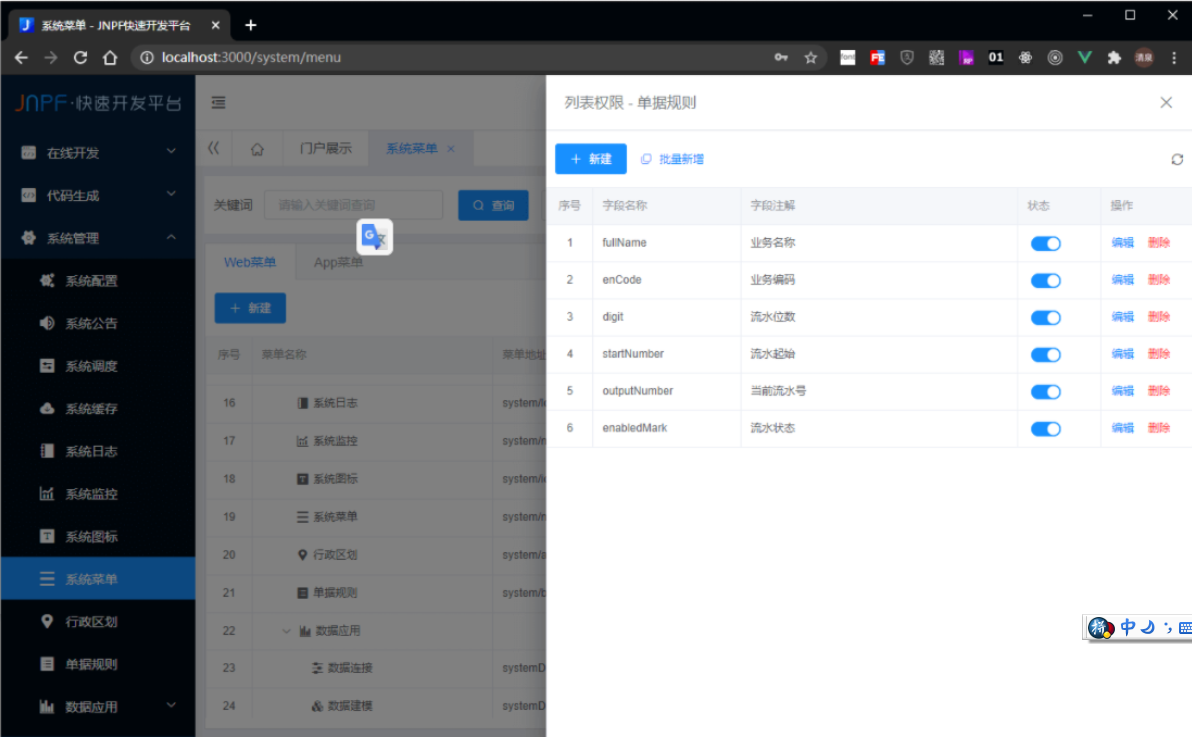 系统菜单 - JNPF快速开发平台
localhost:3000/system/menu
01
JNPF·快速开发平台
在线开发
代码生成
系统管理
系统配置
系统公告
系统调度
系统缓存
系统日志
系统监控
系统图标
系统菜单
行政区划
单据规则
数据应用
门户展示
系统菜单
关键词 请输入关键词查询 查询
Web菜单 App菜单
新建
序号 菜单名称 菜单地址
16 系统日志
17 系统监控
18 系统图标
19 系统菜单
20 行政区划
21 单据规则
22 数据应用
23 数据连接 systemD
24 数据建模 systemD
列表权限 - 单据规则
新建 批量新增
序号 字段名称 字段注解 状态 操作
1 fullName 业务名称 编辑 删除
2 enCode 业务编码 编辑 删除
3 digit 流水位数 编辑 删除
4 startNumber 流水起始 编辑 删除
5 outputNumber 当前流水号 编辑 删除
6 enabledMark 流水状态 编辑 删除
中